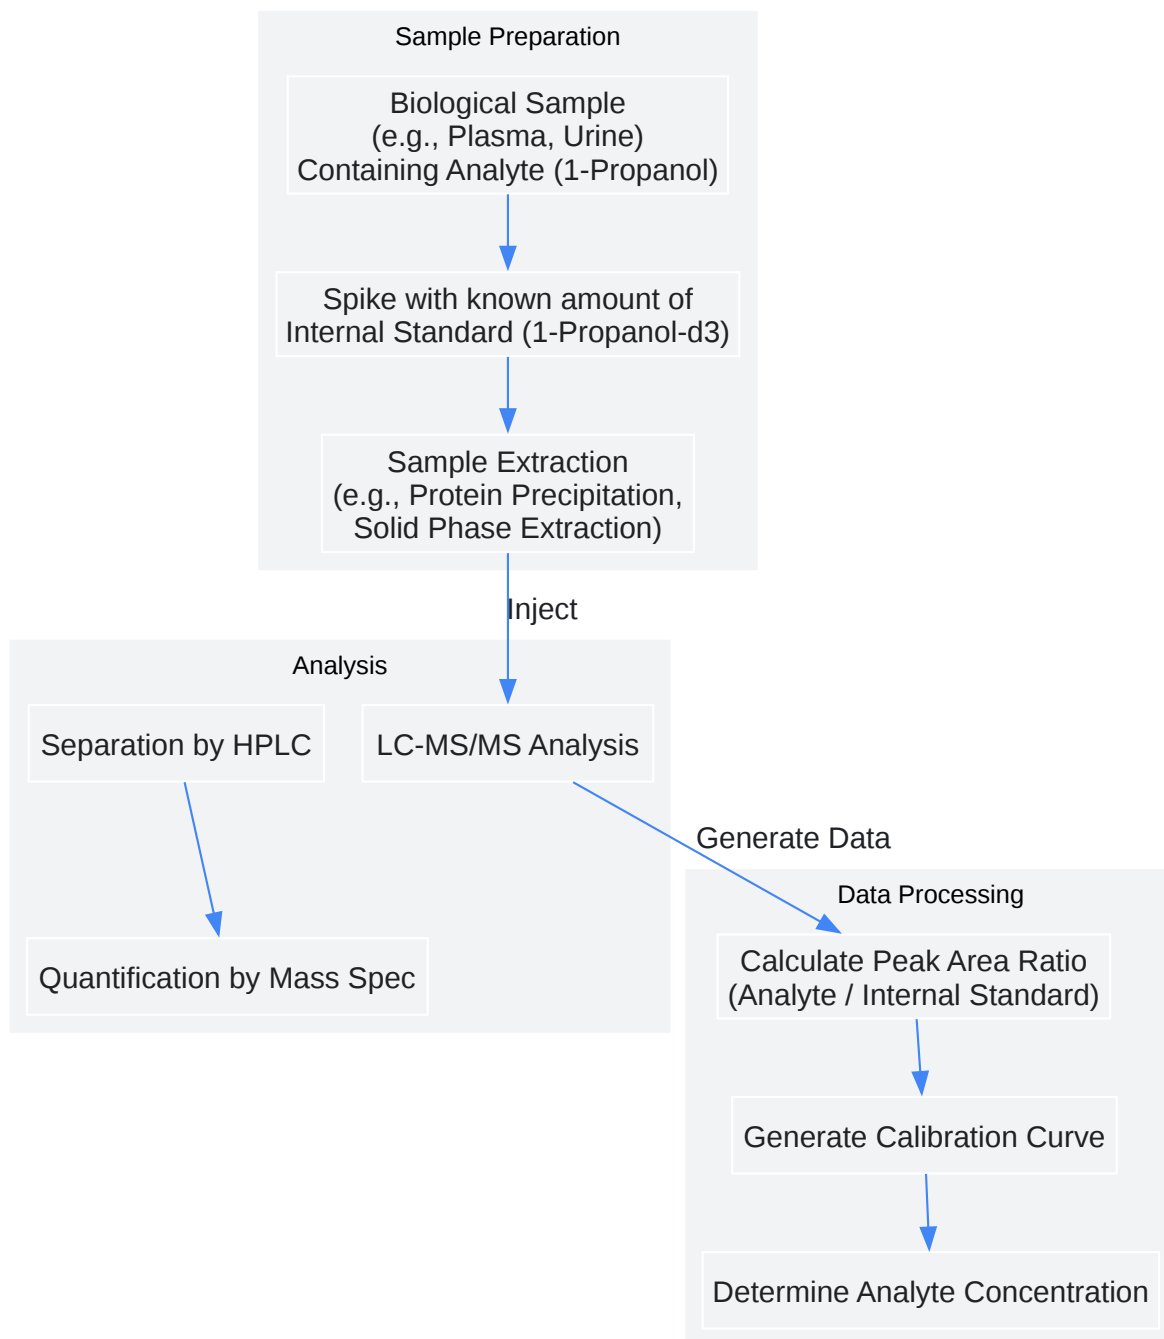 Sample Preparation
Biological Sample
(e.g., Plasma, Urine)
Containing Analyte (1-Propanol)
Spike with known amount of
Internal Standard (1-Propanol-d3)
Sample Extraction
(e.g., Protein Precipitation,
Solid Phase Extraction)
Inject
Analysis
Separation by HPLC
LC-MS/MS Analysis
Quantification by Mass Spec
Generate Data
Data Processing
Calculate Peak Area Ratio
(Analyte / Internal Standard)
Generate Calibration Curve
Determine Analyte Concentration